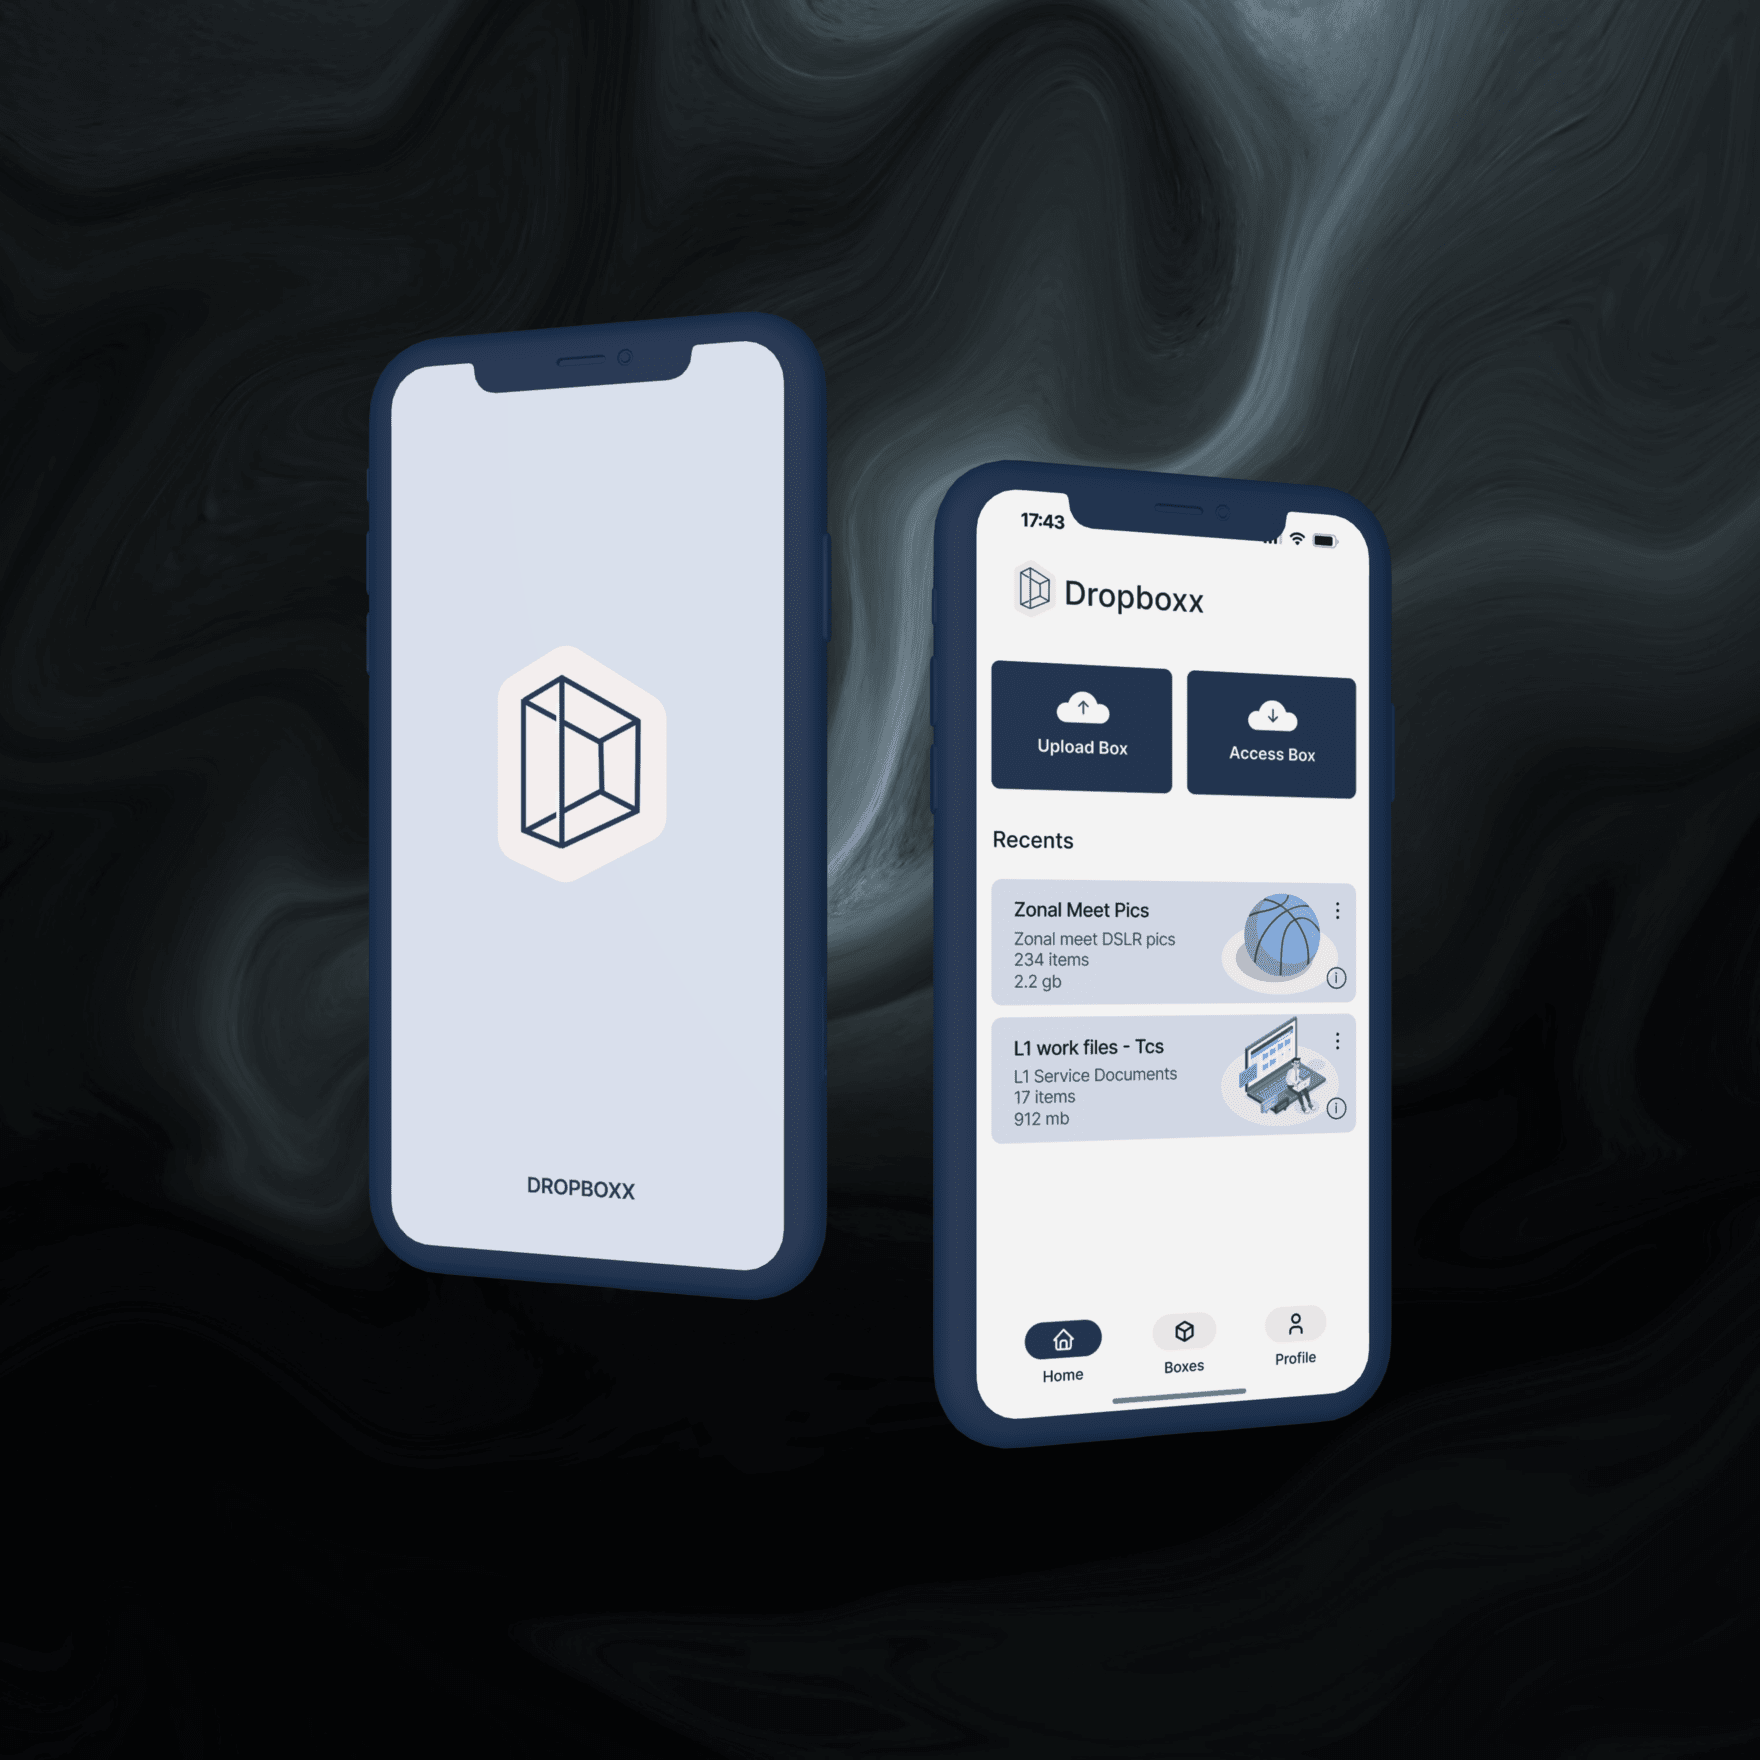 DROPBOXX
17:43
Dropboxx
Upload Box
Access Box
Recents
Zonal Meet Pics
Zonal meet DSLR pics
234 items
2.2 gb
L1 work files - Tcs
L1 Service Documents
17 items
912 mb
Home
Boxes
Profile